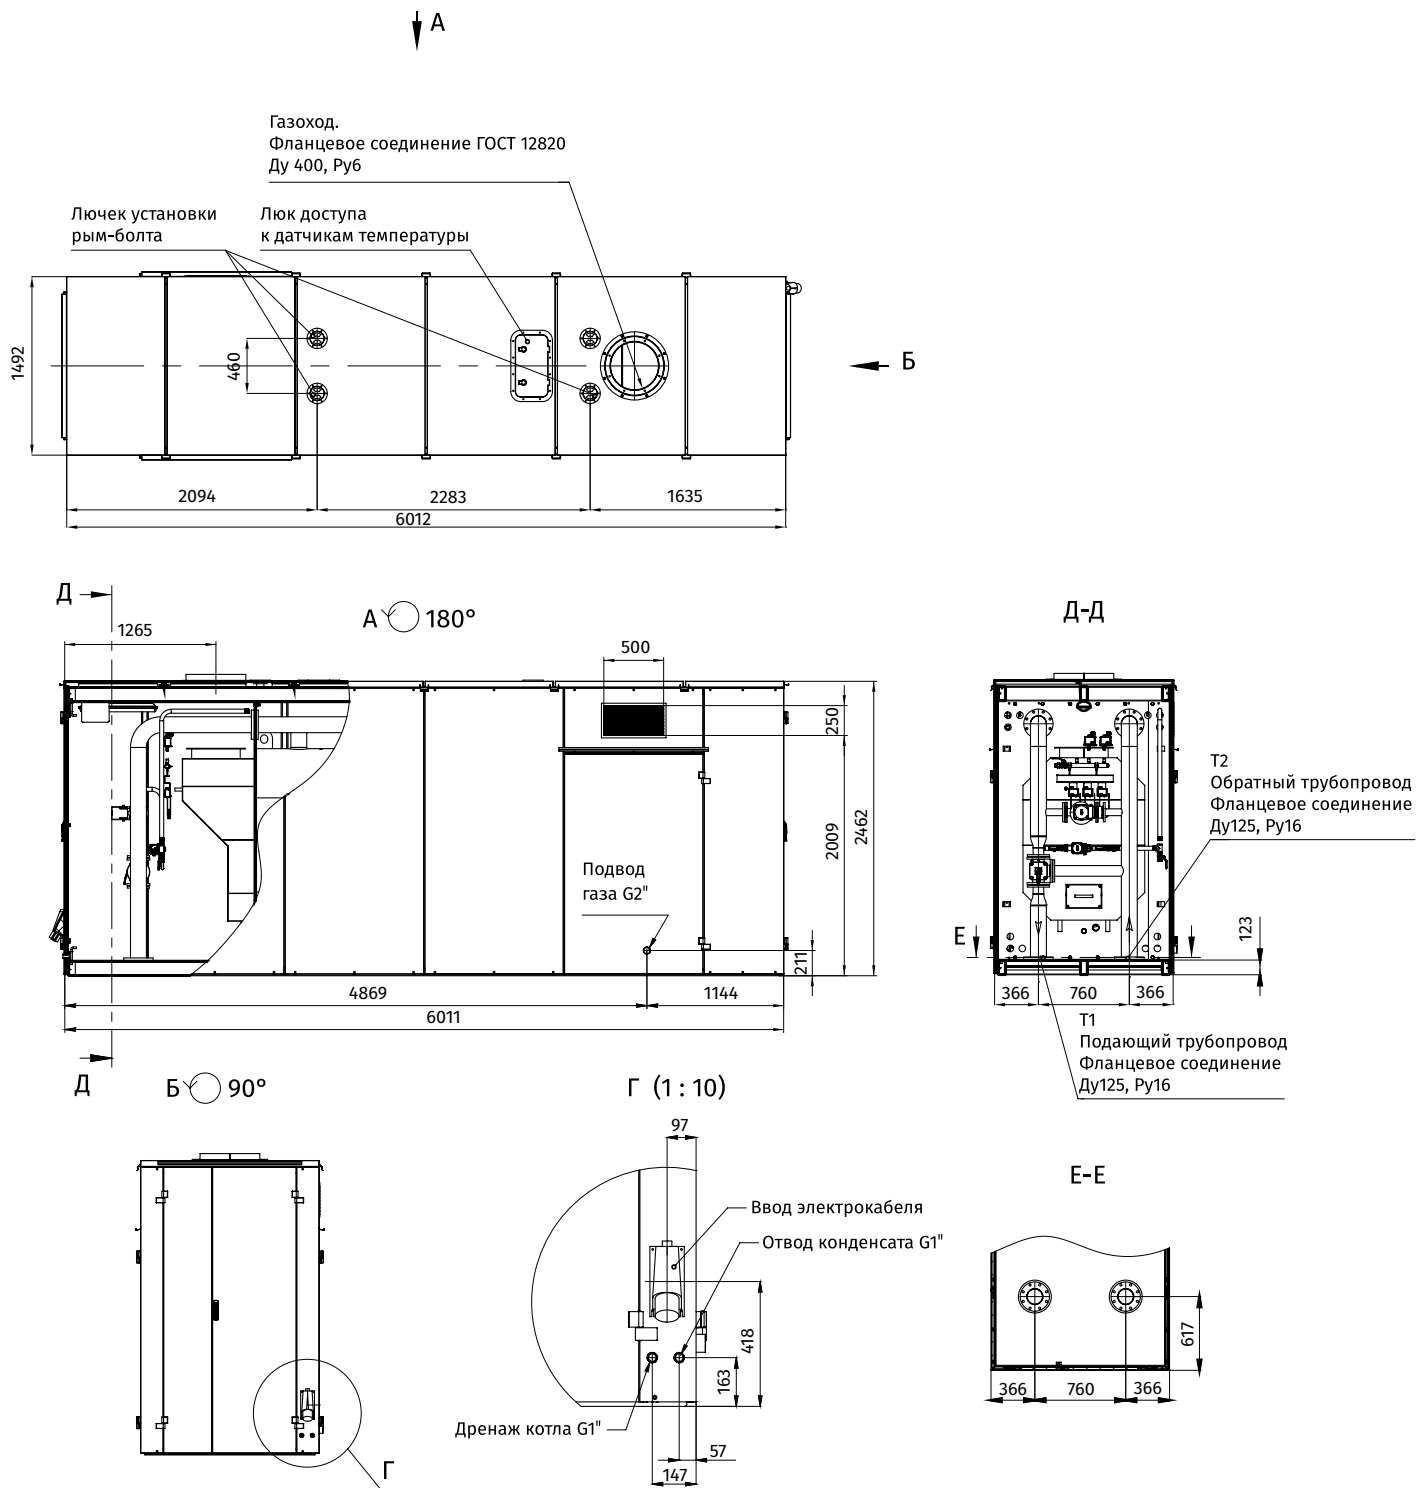 А
Газоход.
Фланцевое соединение ГОСТ 12820
Ду 400, Ру6
Лючек установки
рым-болта
Люк доступа
к датчикам температуры
1492
460
Б
2094
2283
1635
6012
Д
А 180°
Д-Д
1265
500
250
2009
2462
Подвод
газа G2"
211
4869
1144
6011
Т2
Обратный трубопровод
Фланцевое соединение
Ду125, Ру16
Е
123
366
760
366
Т1
Подающий трубопровод
Фланцевое соединение
Ду125, Ру16
Д
Б 90°
Г (1 : 10)
97
Ввод электрокабеля
Отвод конденсата G1"
418
163
Дренаж котла G1"
57
147
Г
Е-Е
617
366
760
366